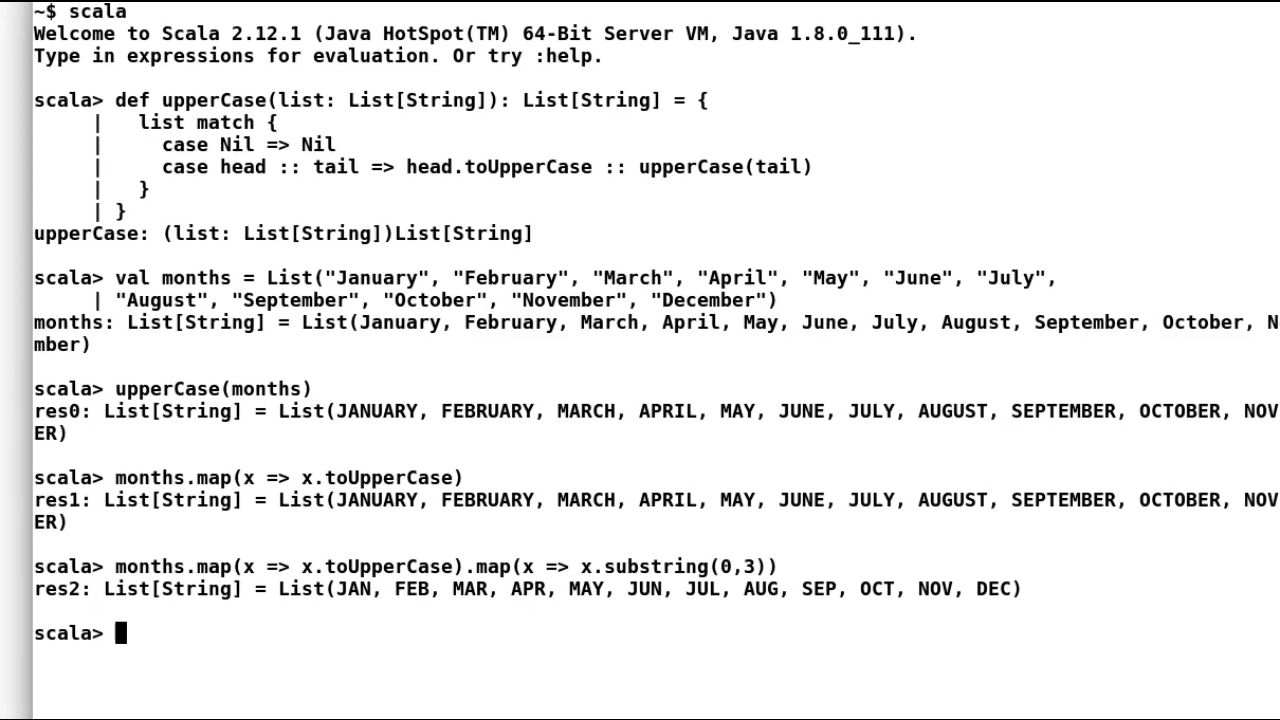 ~$ scala
Welcome to Scala 2.12.1 (Java HotSpot(TM) 64-Bit Server VM, Java 1.8.0_111).
Type in expressions for evaluation. Or try :help.
scala> def upperCase(list: List[String]): List[String] = {
     |   list match {
     |     case Nil => Nil
     |     case head :: tail => head.toUpperCase :: upperCase(tail)
     |   }
     | }
upperCase: (list: List[String])List[String]
scala> val months = List("January", "February", "March", "April", "May", "June", "July",
     | "August", "September", "October", "November", "December")
months: List[String] = List(January, February, March, April, May, June, July, August, September, October, N
mber)
scala> upperCase(months)
res0: List[String] = List(JANUARY, FEBRUARY, MARCH, APRIL, MAY, JUNE, JULY, AUGUST, SEPTEMBER, OCTOBER, NOV
ER)
scala> months.map(x => x.toUpperCase)
res1: List[String] = List(JANUARY, FEBRUARY, MARCH, APRIL, MAY, JUNE, JULY, AUGUST, SEPTEMBER, OCTOBER, NOV
ER)
scala> months.map(x => x.toUpperCase).map(x => x.substring(0,3))
res2: List[String] = List(JAN, FEB, MAR, APR, MAY, JUN, JUL, AUG, SEP, OCT, NOV, DEC)
scala>